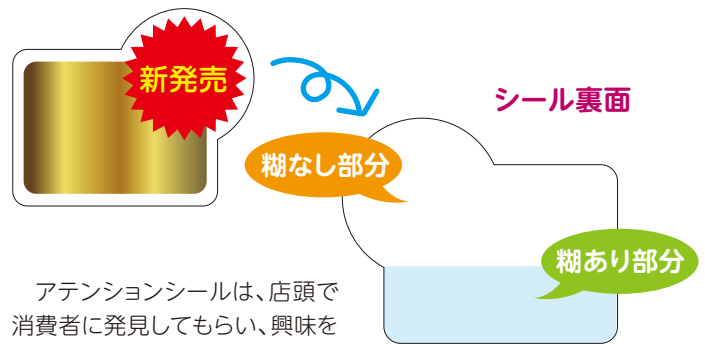 新発売
シール裏面
糊なし部分
糊あり部分
アテンションシールは、店頭で
消費者に発見してもらい、興味を